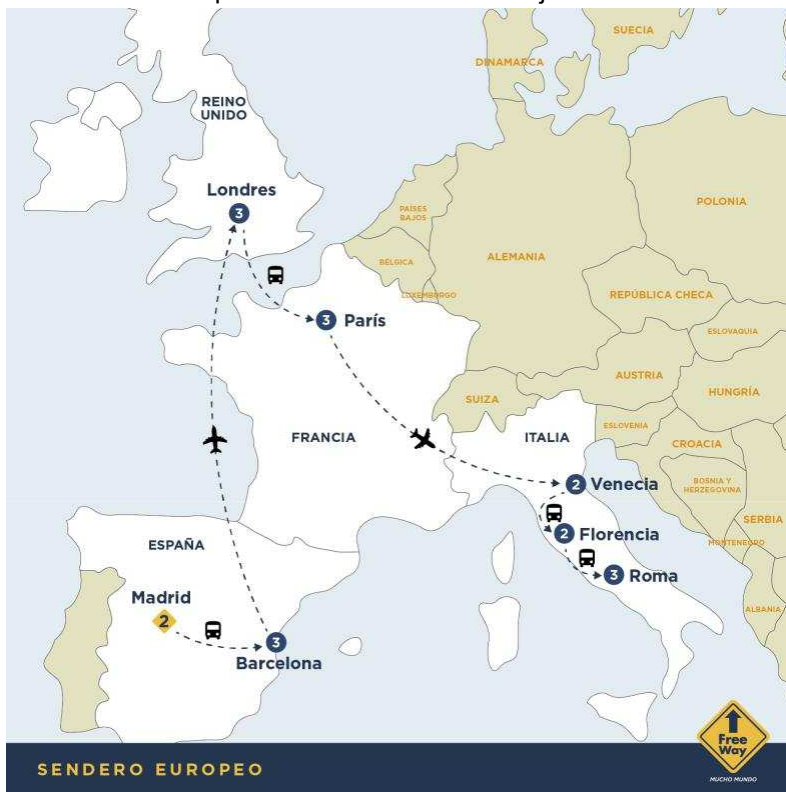 SUECIA
DINAMARCA
REINO
UNIDO
Londres
3
PAÍSES
BAJOS
POLONIA
BÉLGICA
ALEMANIA
LUXEMBURGO
REPÚBLICA CHECA
3 París
ESLOVAQUIA
AUSTRIA
SUIZA
HUNGRÍA
ESLOVENIA
FRANCIA
ITALIA
CROACIA
2 Venecia
BOSNIA Y
HERZEGOVINA
SERBIA
2 Florencia
MONTENEGRO
ESPAÑA
3 Roma
Madrid
2
ALBANIA
3
Barcelona
Free
Way
MUCHO MUNDO
SENDERO EUROPEO